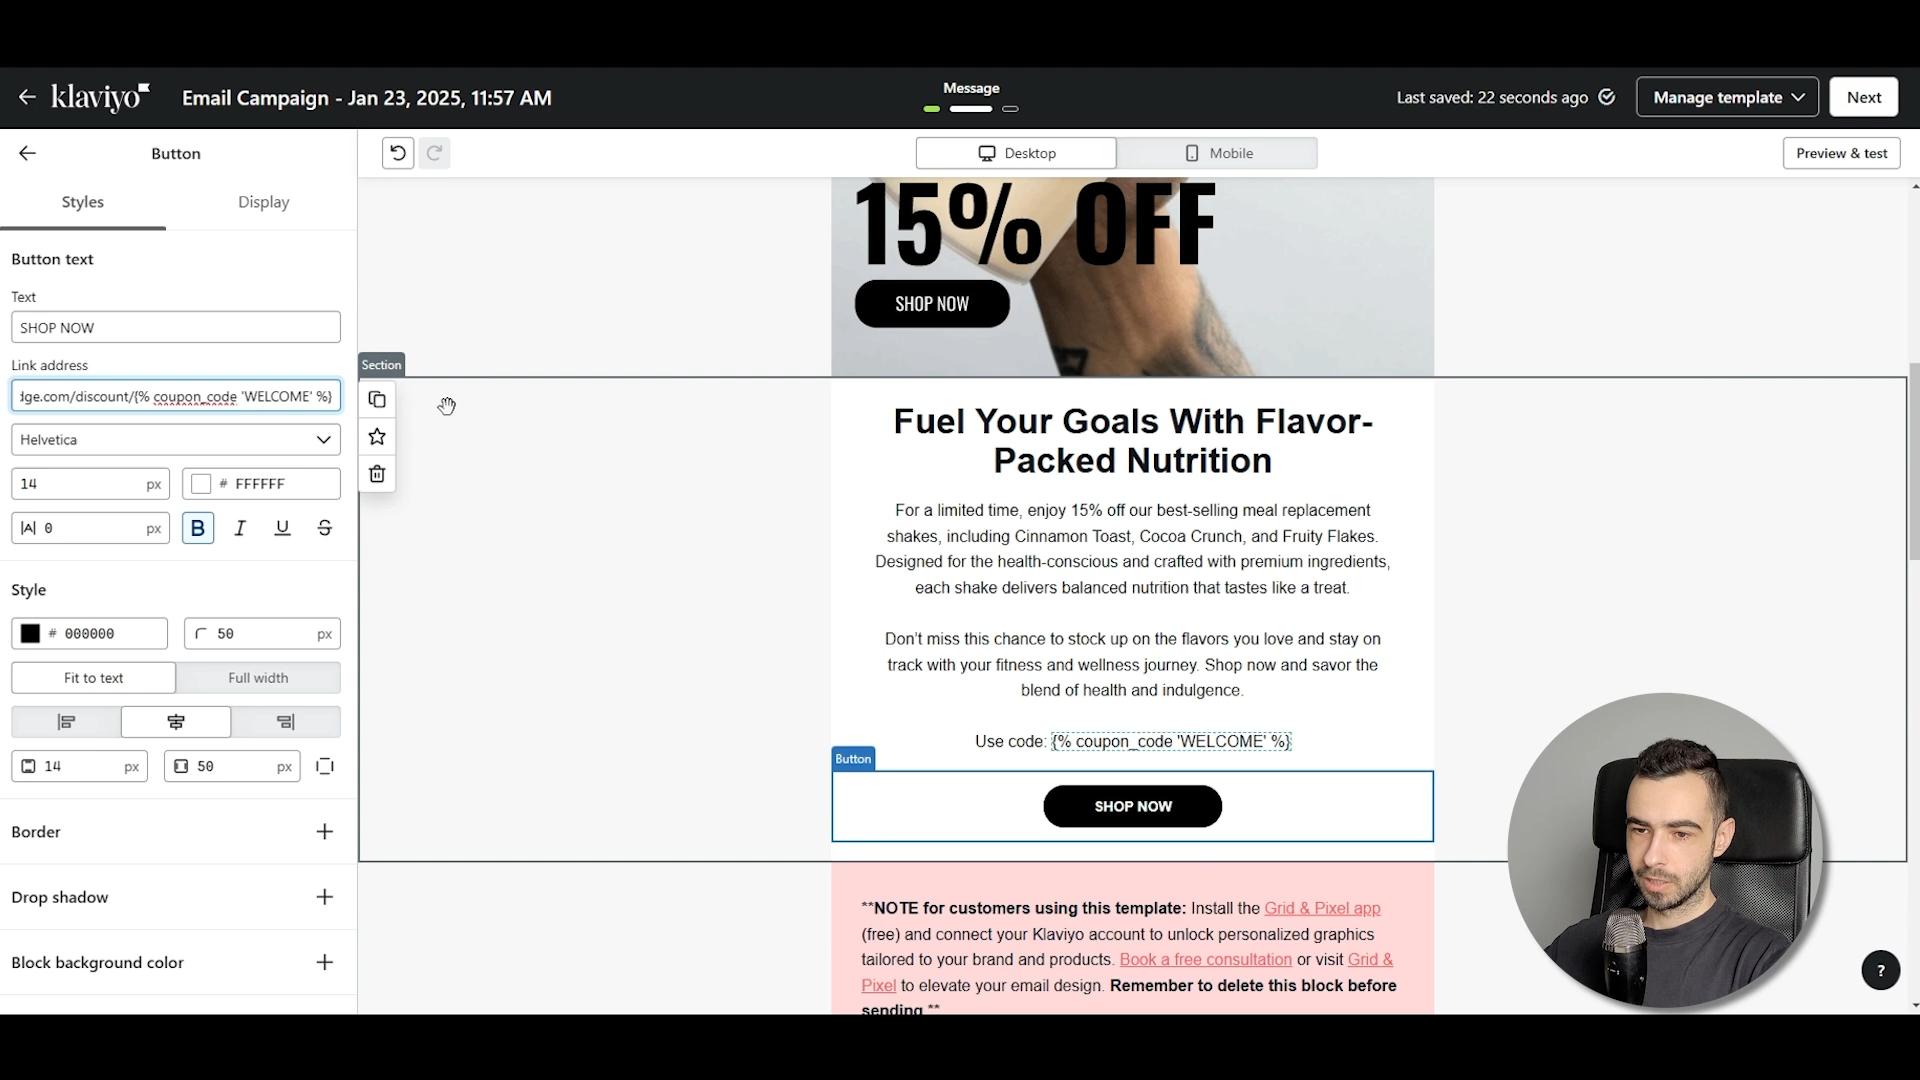 klaviyo
Email Campaign - Jan 23, 2025, 11:57 AM
Message
Last saved: 22 seconds ago
Manage template
Next
Button
Desktop
Mobile
Preview & test
Styles
Display
Button text
Text
SHOP NOW
Link address
dge.com/discount/{% coupon_code 'WELCOME' %}
Helvetica
14 px
# FFFFFF
|A| 0 px
B I U S
Style
# 000000
50 px
Fit to text
Full width
14 px
50 px
Border
Drop shadow
Block background color
15% OFF
SHOP NOW
Section
Fuel Your Goals With Flavor-
Packed Nutrition
For a limited time, enjoy 15% off our best-selling meal replacement
shakes, including Cinnamon Toast, Cocoa Crunch, and Fruity Flakes.
Designed for the health-conscious and crafted with premium ingredients,
each shake delivers balanced nutrition that tastes like a treat.
Don't miss this chance to stock up on the flavors you love and stay on
track with your fitness and wellness journey. Shop now and savor the
blend of health and indulgence.
Use code: {% coupon_code 'WELCOME' %}
Button
SHOP NOW
**NOTE for customers using this template: Install the Grid & Pixel app
(free) and connect your Klaviyo account to unlock personalized graphics
tailored to your brand and products. Book a free consultation or visit Grid &
Pixel to elevate your email design. Remember to delete this block before
sending **
?